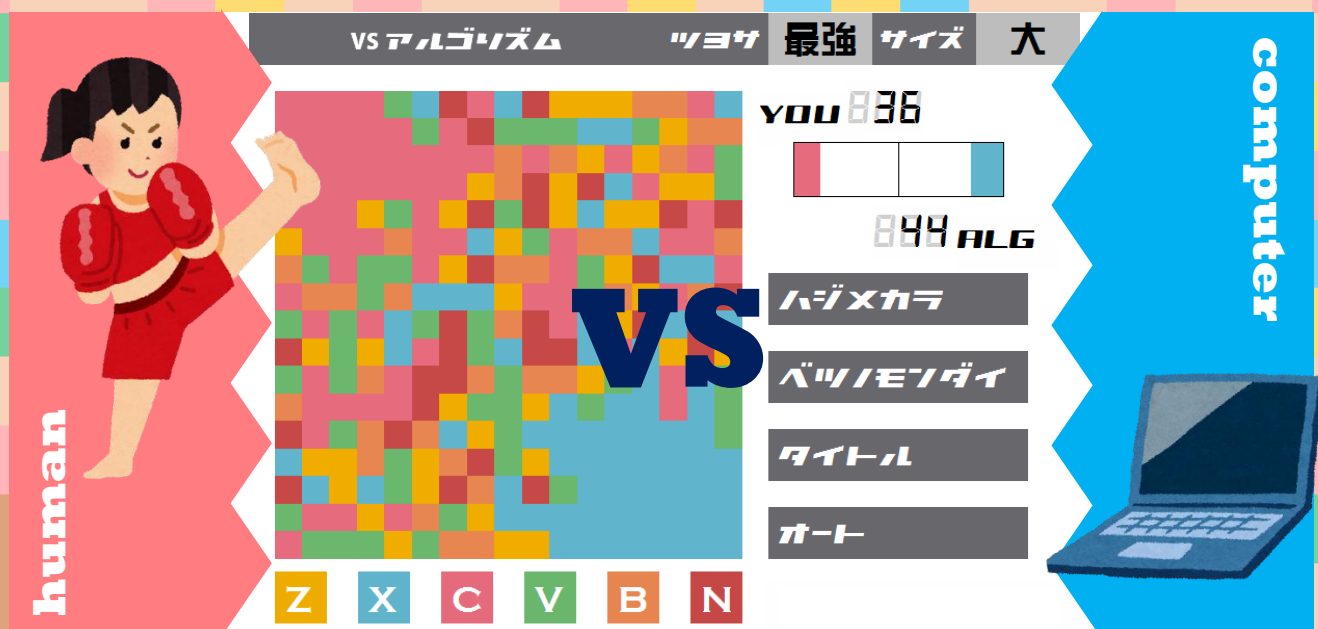 VS アルゴリズム ツヨサ 最強 サイズ 大
YOU 36
44 ALG
ハジメカラ
ベツノモンダイ
タイトル
オート
Z X C V B N
human
vs
computer